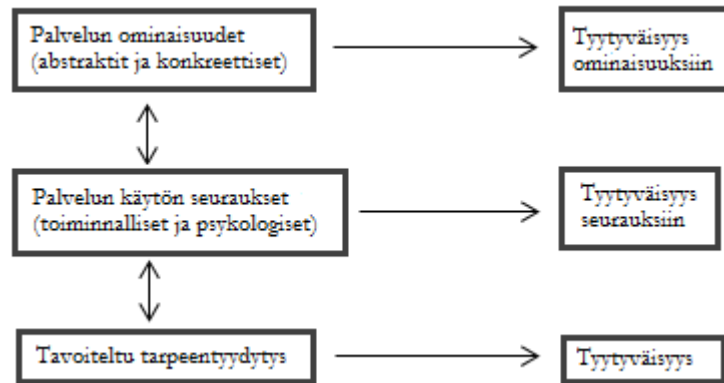 Palvelun ominaisuudet
(abstraktit ja konkreettiset)
Tyytyväisyys
ominaisuuksiin
Palvelun käytön seuraukset
(toiminnalliset ja psykologiset)
Tyytyväisyys
seurauksiin
Tavoiteltu tarpeentyydytys
Tyytyväisyys